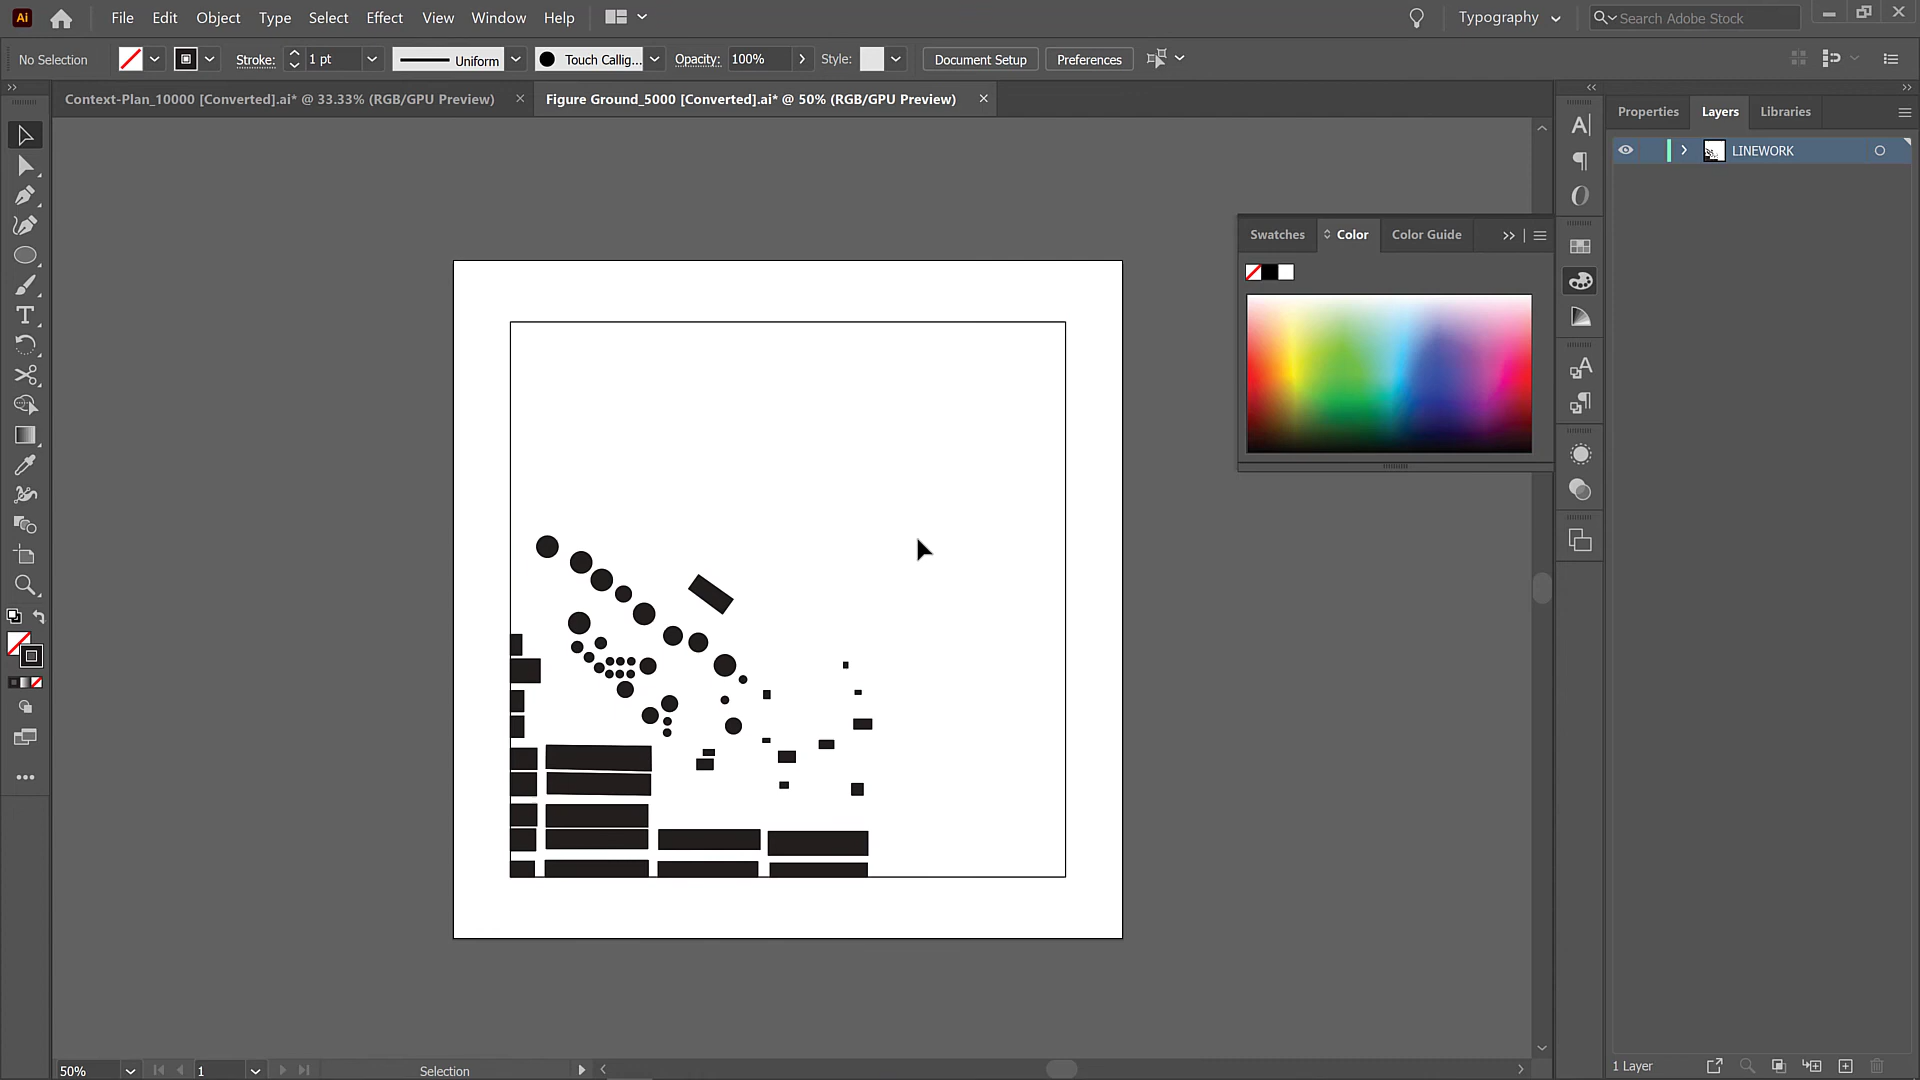 Ai File Edit Object Type Select Effect View Window Help Typography Search Adobe Stock
No Selection Stroke: 1 pt Uniform Touch Callig... Opacity: 100% Style: Document Setup Preferences
Context-Plan_10000 [Converted].ai* @ 33.33% (RGB/GPU Preview) Figure Ground_5000 [Converted].ai* @ 50% (RGB/GPU Preview)
Properties Layers Libraries
LINEWORK
Swatches Color Color Guide
50% 1 Selection 1 Layer